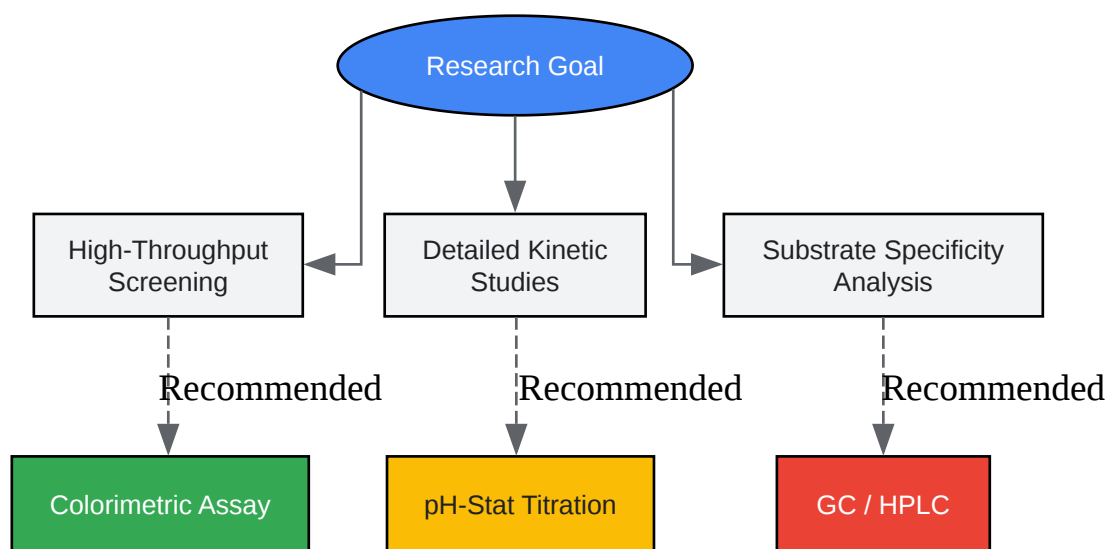 Research Goal
High-Throughput
Screening
Detailed Kinetic
Studies
Substrate Specificity
Analysis
Recommended
Recommended
Recommended
Colorimetric Assay
pH-Stat Titration
GC / HPLC